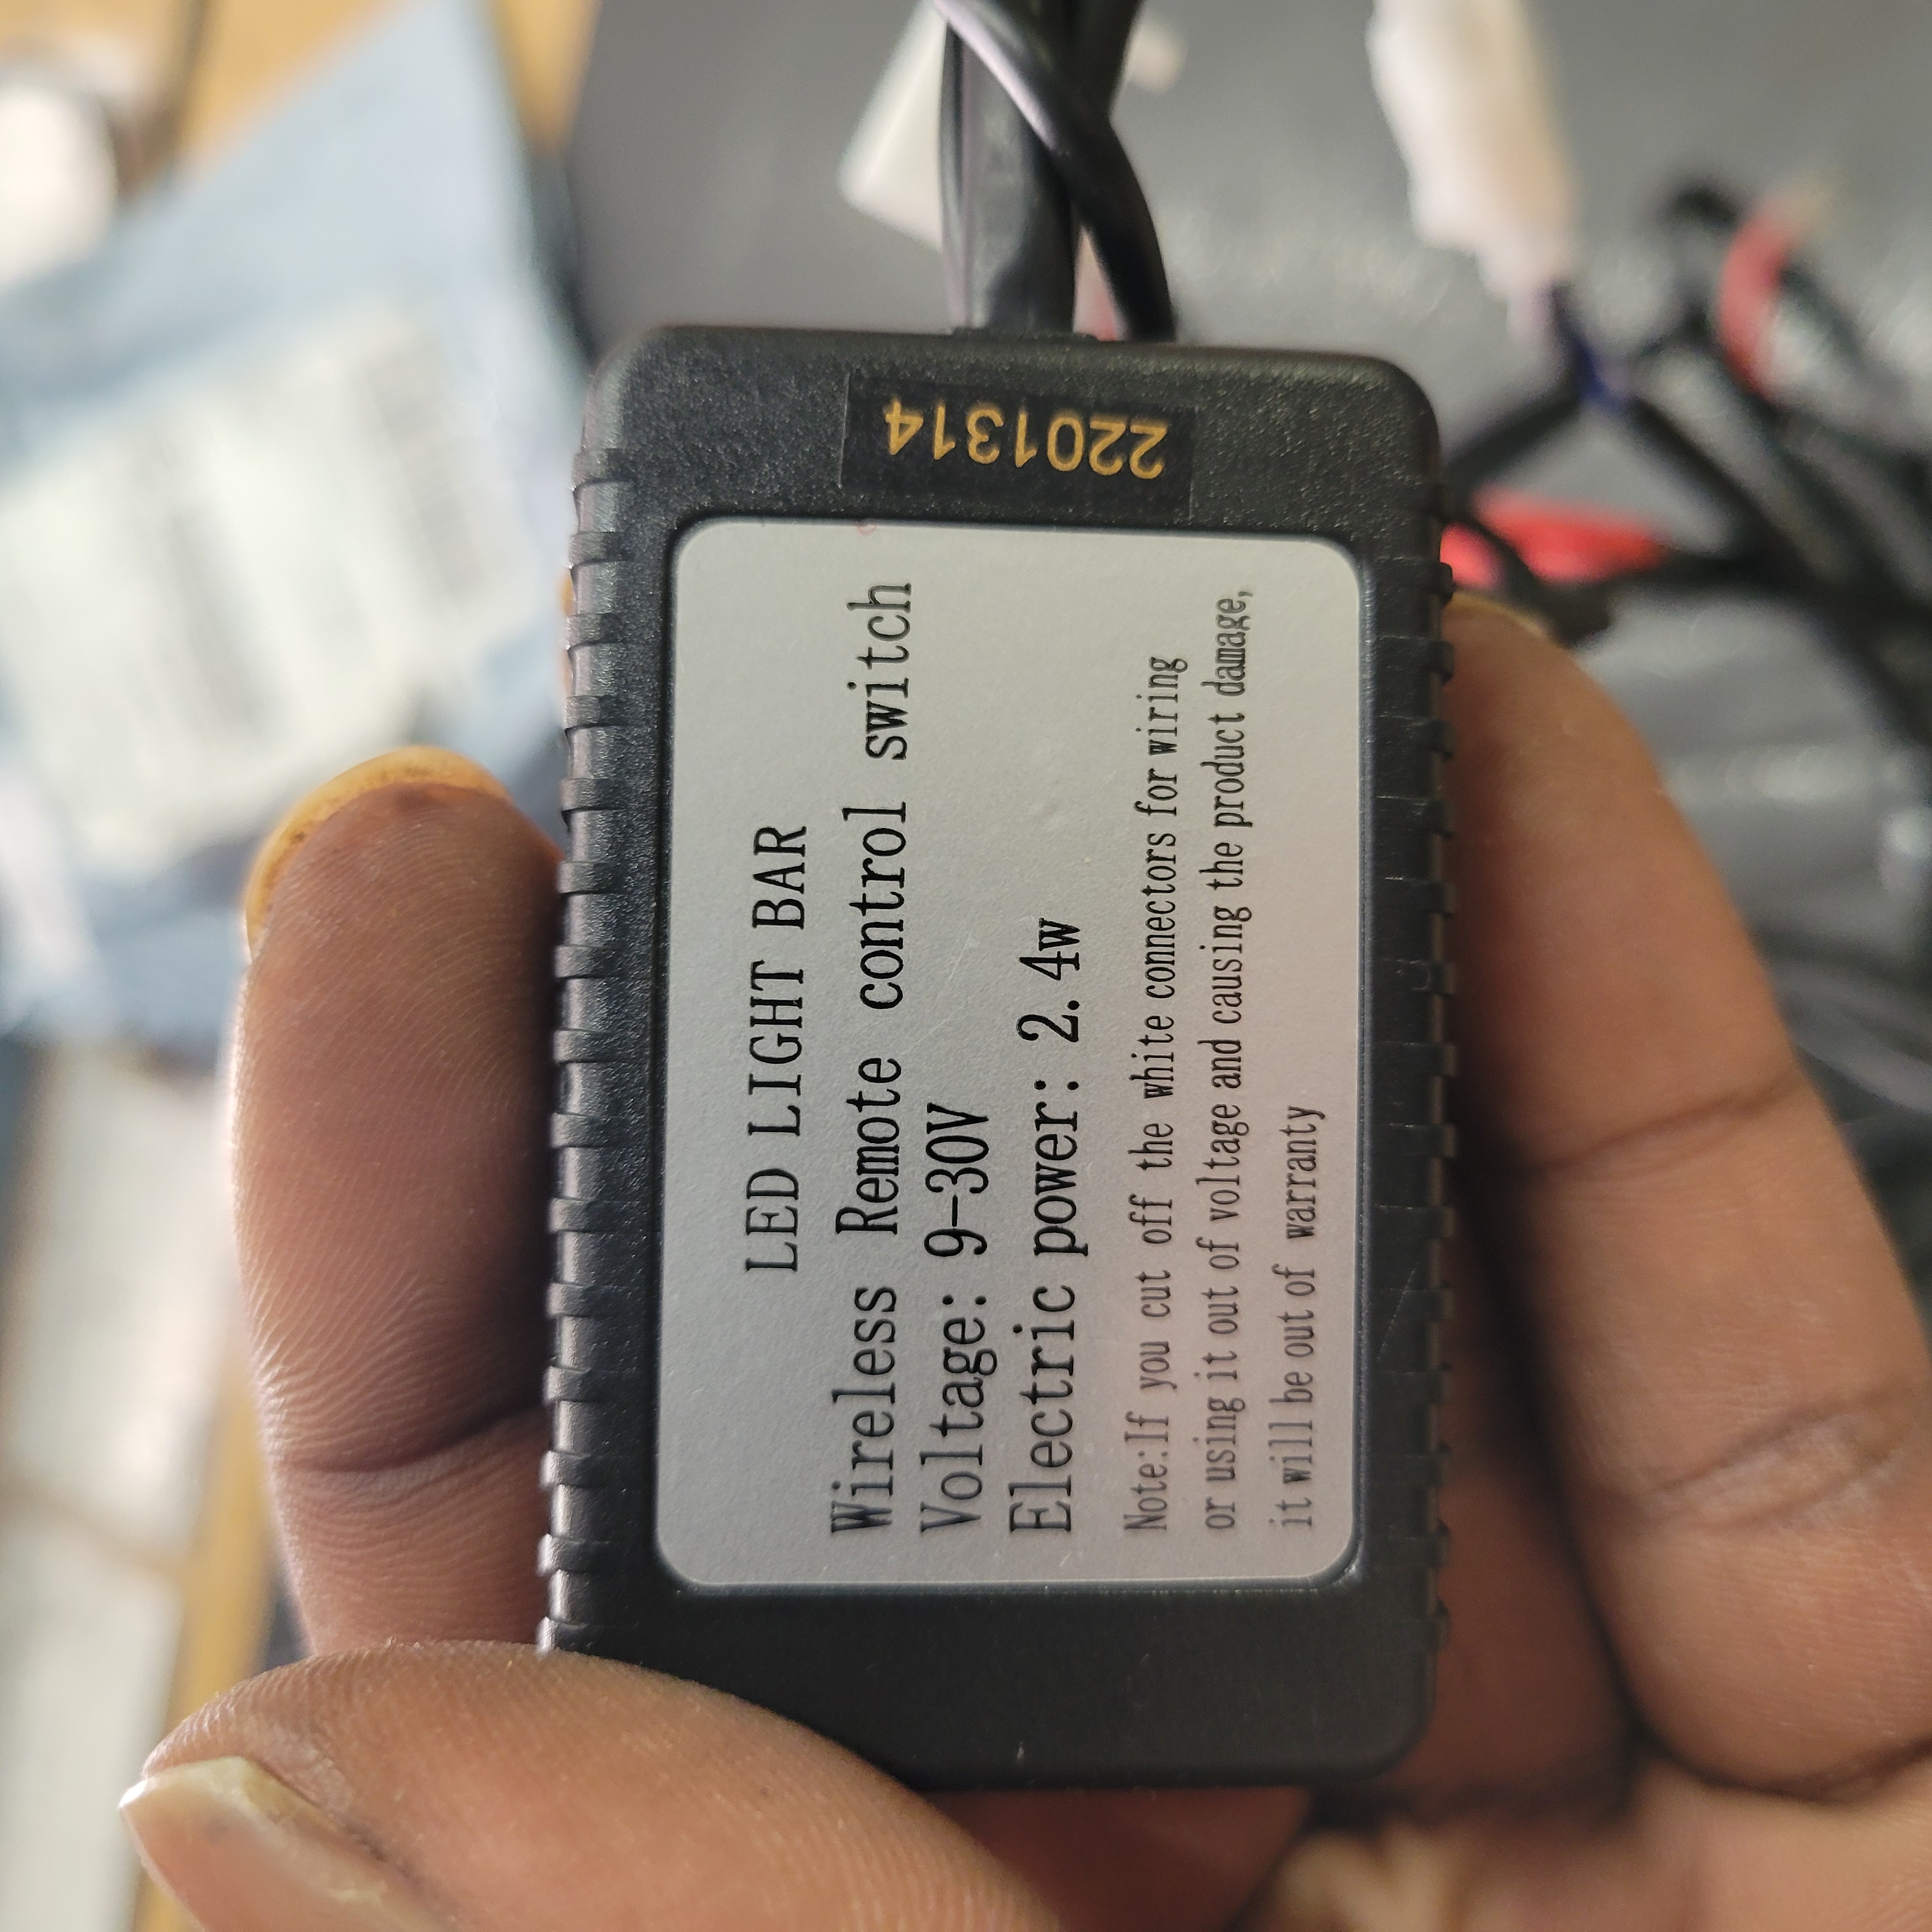 2201314
LED LIGHT BAR
Wireless Remote control switch
Voltage: 9-30V
Electric power: 2.4w
Note:If you cut off the white connectors for wiring
or using it out of voltage and causing the product damage,
it will be out of warranty